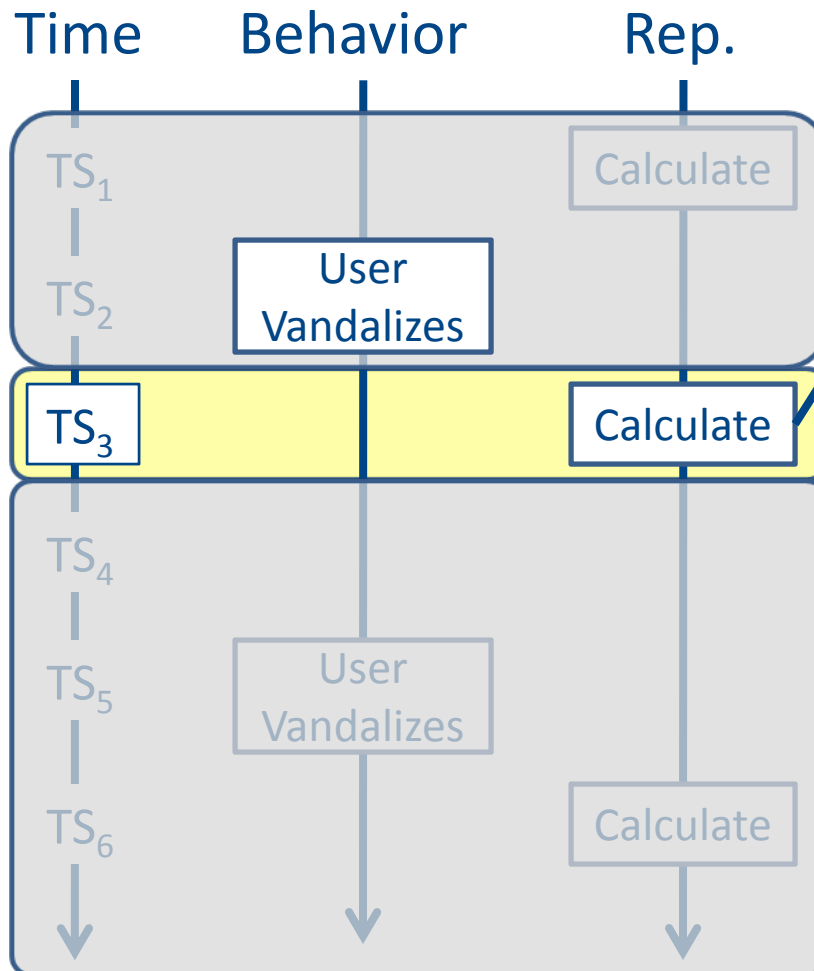 Time Behavior Rep.
TS₁ Calculate
User
TS₂
Vandalizes
TS₃ Calculate
TS₄
User
TS₅
Vandalizes
TS₆ Calculate